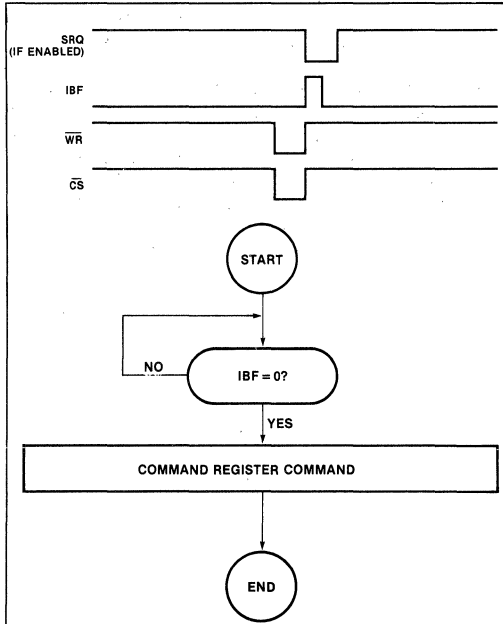 SRQ
(IF ENABLED)
IBF
WR
CS
START
NO
IBF = 0?
YES
COMMAND REGISTER COMMAND
END